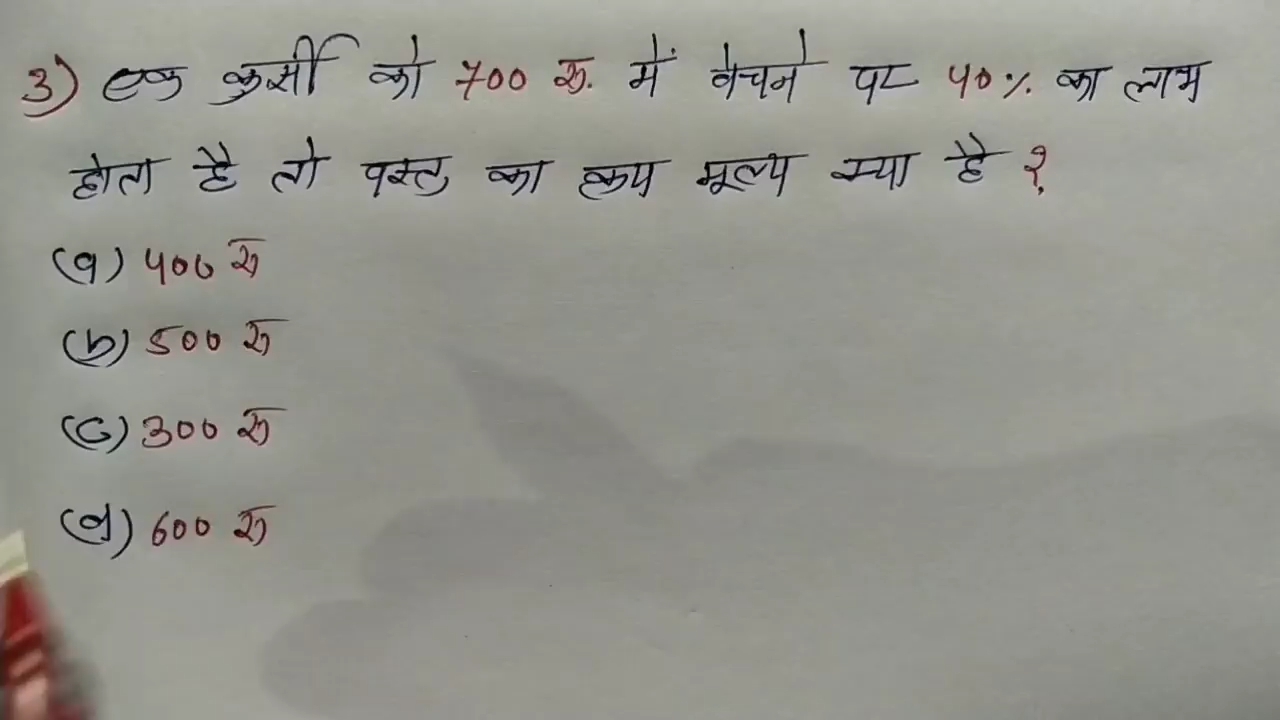 3) एक कुर्सी को 700 रु. में बेचने पर 40% का लाभ
होता है तो वस्तु का क्रय मूल्य क्या है ?
(a) 400 रु
(b) 500 रु
(c) 300 रु
(d) 600 रु